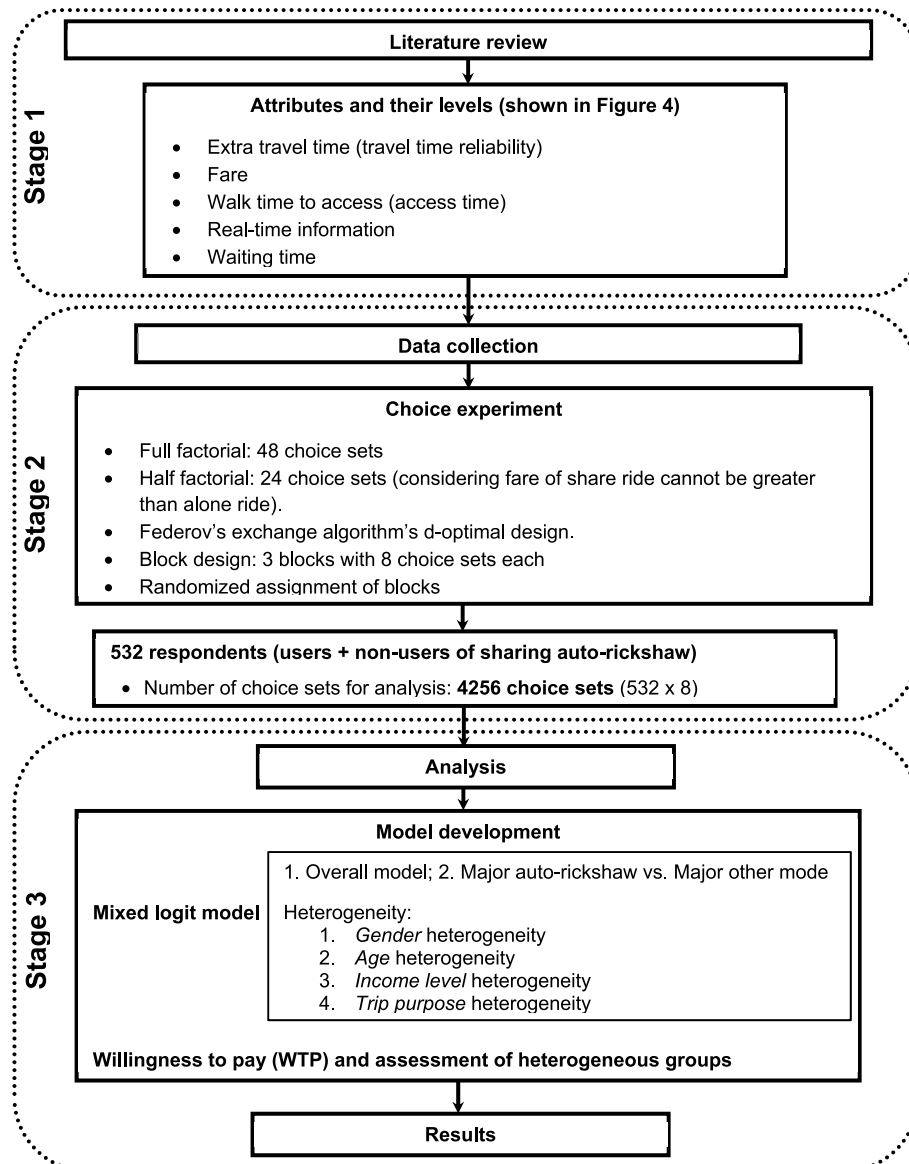 Stage 1
Literature review
Attributes and their levels (shown in Figure 4)
• Extra travel time (travel time reliability)
• Fare
• Walk time to access (access time)
• Real-time information
• Waiting time
Stage 2
Data collection
Choice experiment
• Full factorial: 48 choice sets
• Half factorial: 24 choice sets (considering fare of share ride cannot be greater
than alone ride).
• Federov's exchange algorithm's d-optimal design.
• Block design: 3 blocks with 8 choice sets each
• Randomized assignment of blocks
532 respondents (users + non-users of sharing auto-rickshaw)
• Number of choice sets for analysis: 4256 choice sets (532 x 8)
Stage 3
Analysis
Model development
Mixed logit model
1. Overall model; 2. Major auto-rickshaw vs. Major other mode
Heterogeneity:
1. Gender heterogeneity
2. Age heterogeneity
3. Income level heterogeneity
4. Trip purpose heterogeneity
Willingness to pay (WTP) and assessment of heterogeneous groups
Results